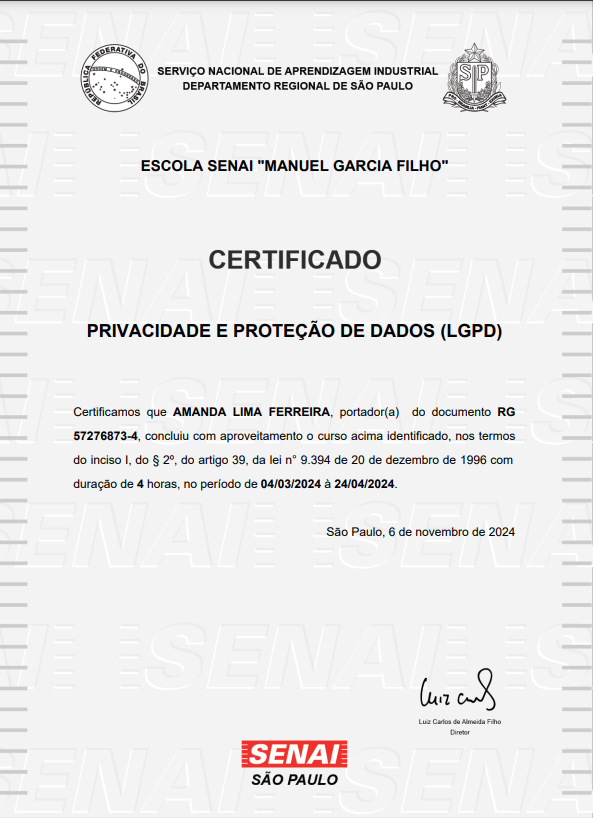 REPÚBLICA FEDERATIVA DO BRASIL
SERVIÇO NACIONAL DE APRENDIZAGEM INDUSTRIAL
DEPARTAMENTO REGIONAL DE SÃO PAULO
SP
ESCOLA SENAI "MANUEL GARCIA FILHO"
CERTIFICADO
PRIVACIDADE E PROTEÇÃO DE DADOS (LGPD)
Certificamos que AMANDA LIMA FERREIRA, portador(a) do documento RG
57276873-4, concluiu com aproveitamento o curso acima identificado, nos termos
do inciso I, do § 2º, do artigo 39, da lei n° 9.394 de 20 de dezembro de 1996 com
duração de 4 horas, no período de 04/03/2024 à 24/04/2024.
São Paulo, 6 de novembro de 2024
Luiz Carlos de Almeida Filho
Diretor
SENAI
SÃO PAULO